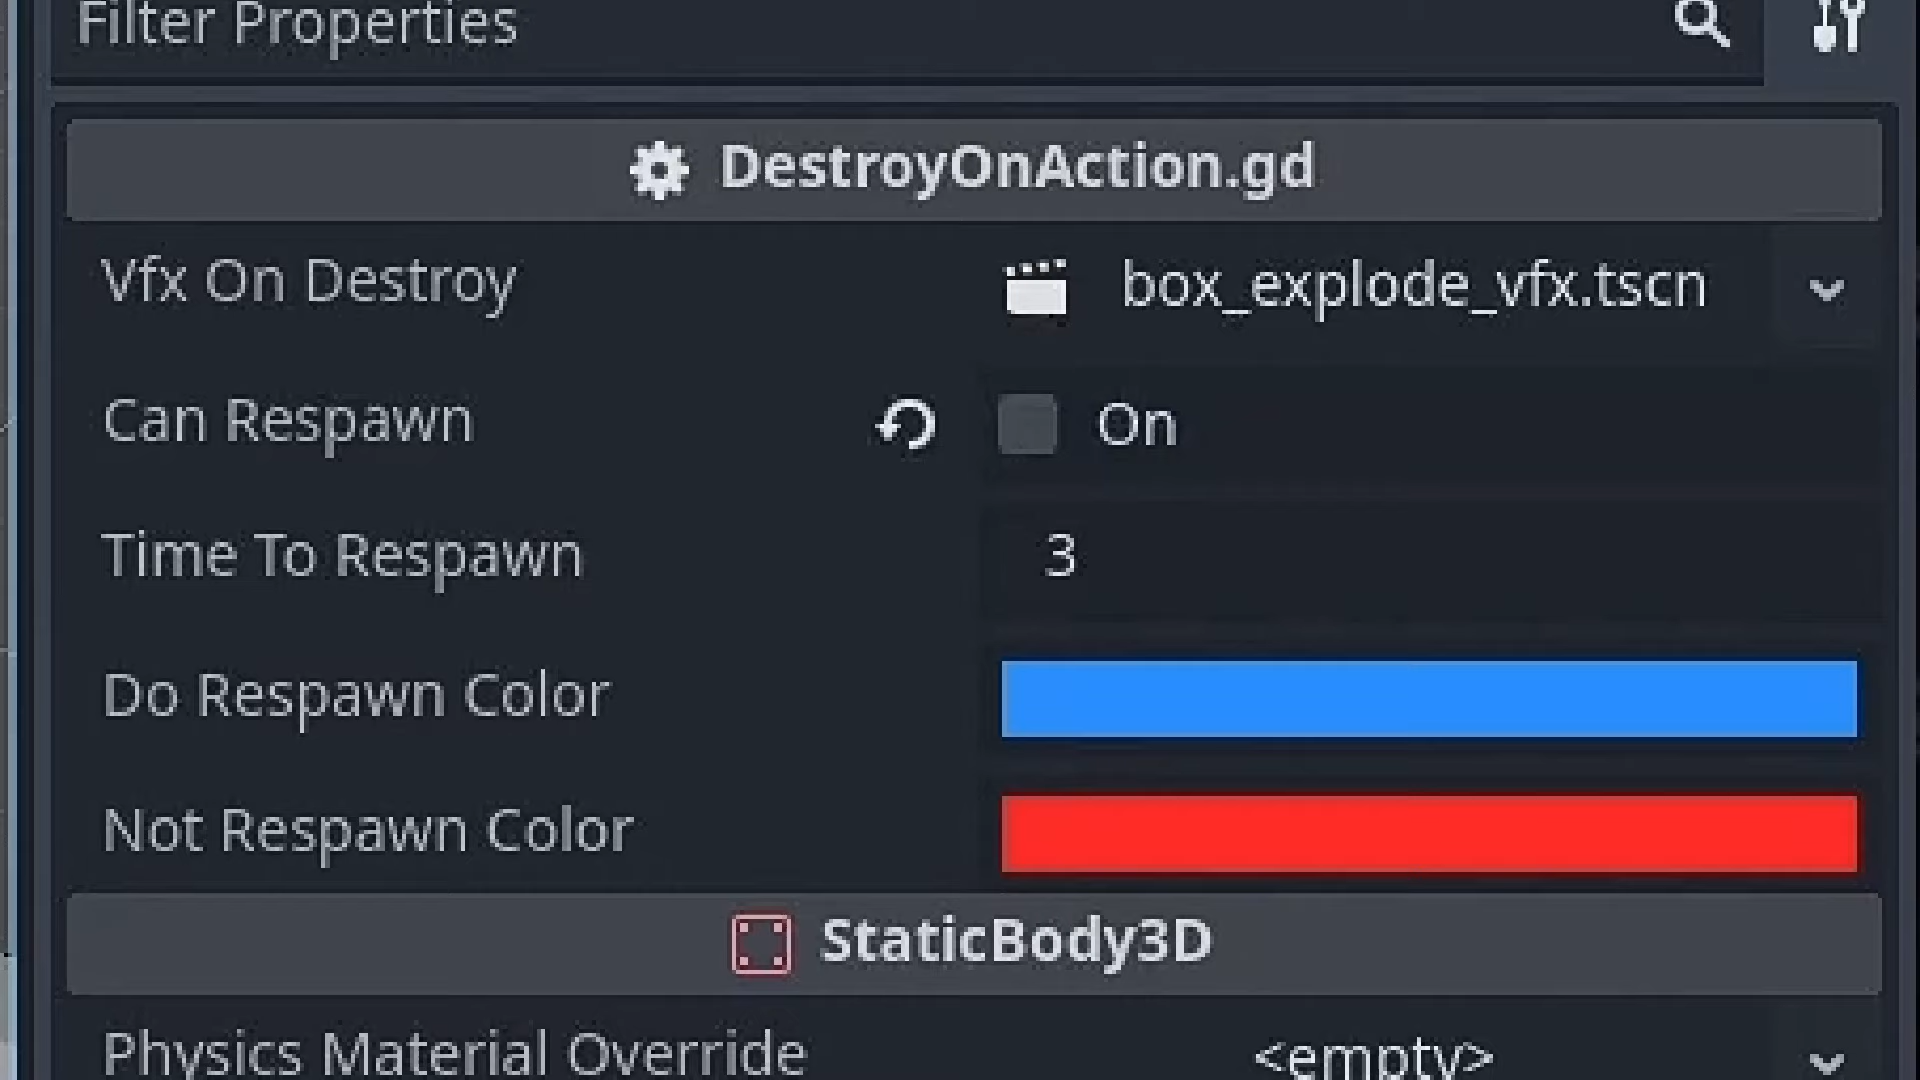 Filter Properties
DestroyOnAction.gd
Vfx On Destroy box_explode_vfx.tscn
Can Respawn On
Time To Respawn 3
Do Respawn Color
Not Respawn Color
StaticBody3D
Physics Material Override <empty>